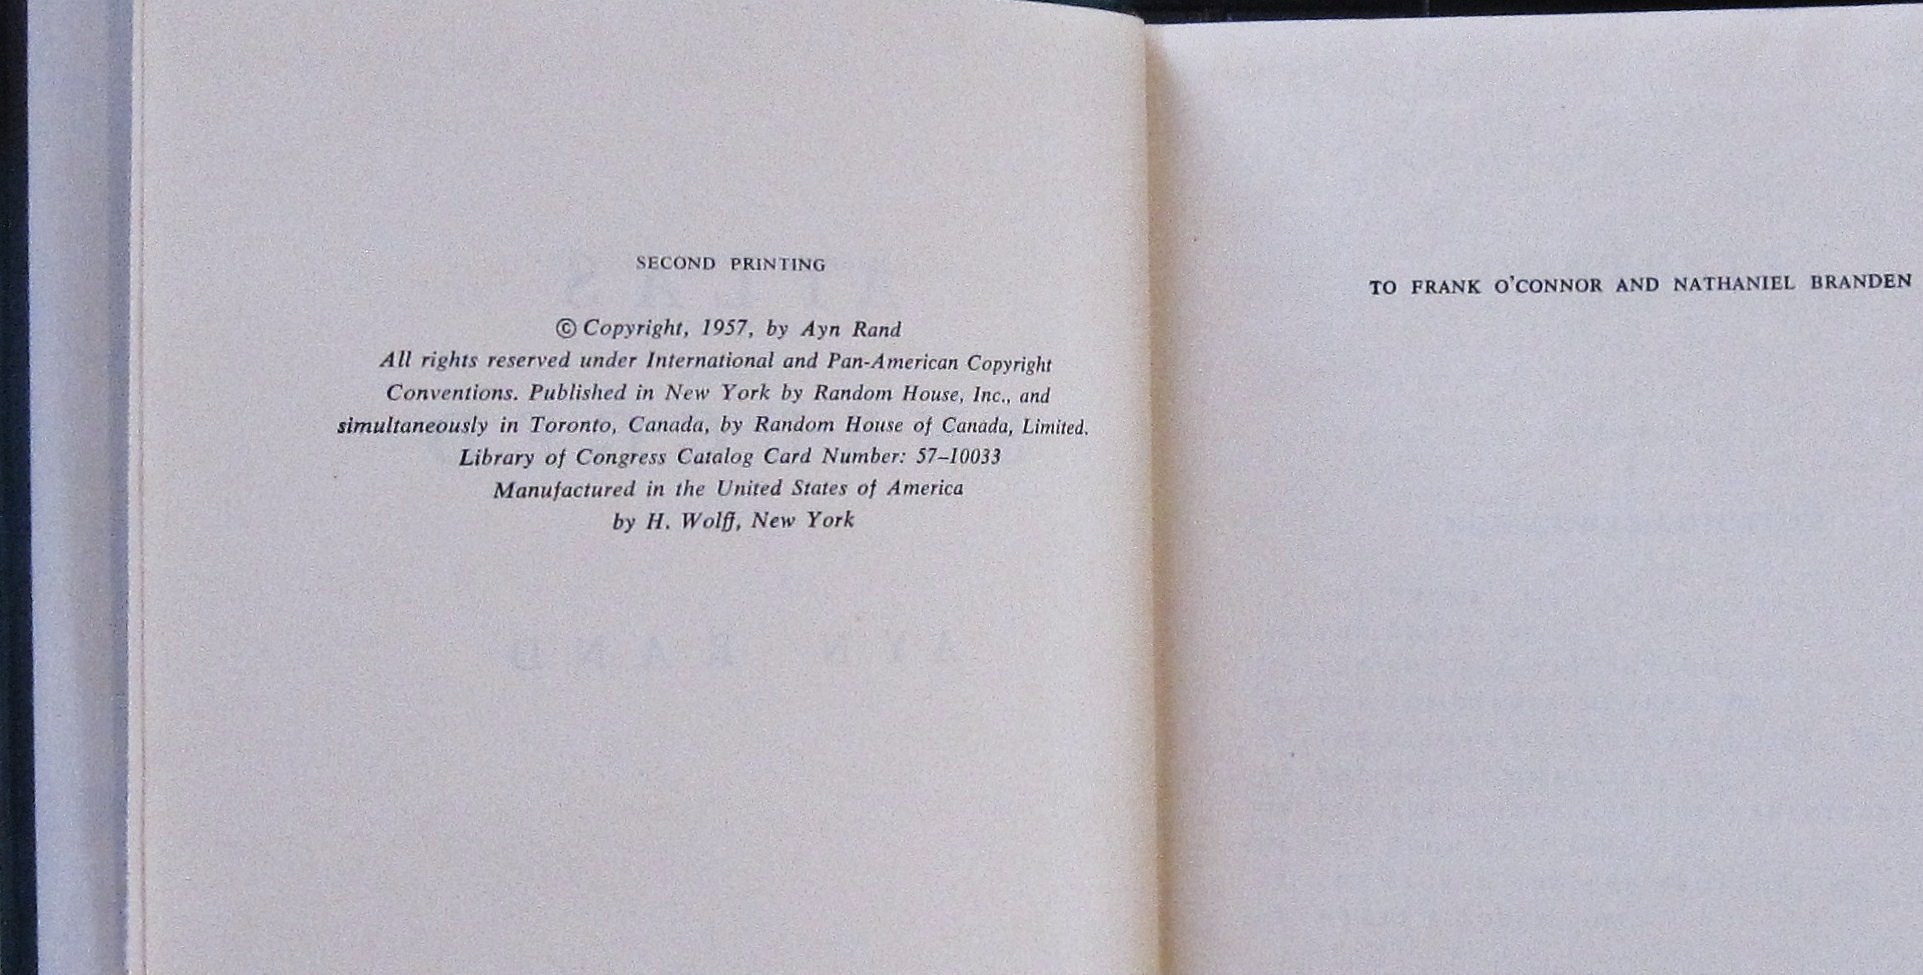 SECOND PRINTING
© Copyright, 1957, by Ayn Rand
All rights reserved under International and Pan-American Copyright
Conventions. Published in New York by Random House, Inc., and
simultaneously in Toronto, Canada, by Random House of Canada, Limited.
Library of Congress Catalog Card Number: 57–10033
Manufactured in the United States of America
by H. Wolff, New York
AYN RAND
TO FRANK O'CONNOR AND NATHANIEL BRANDEN